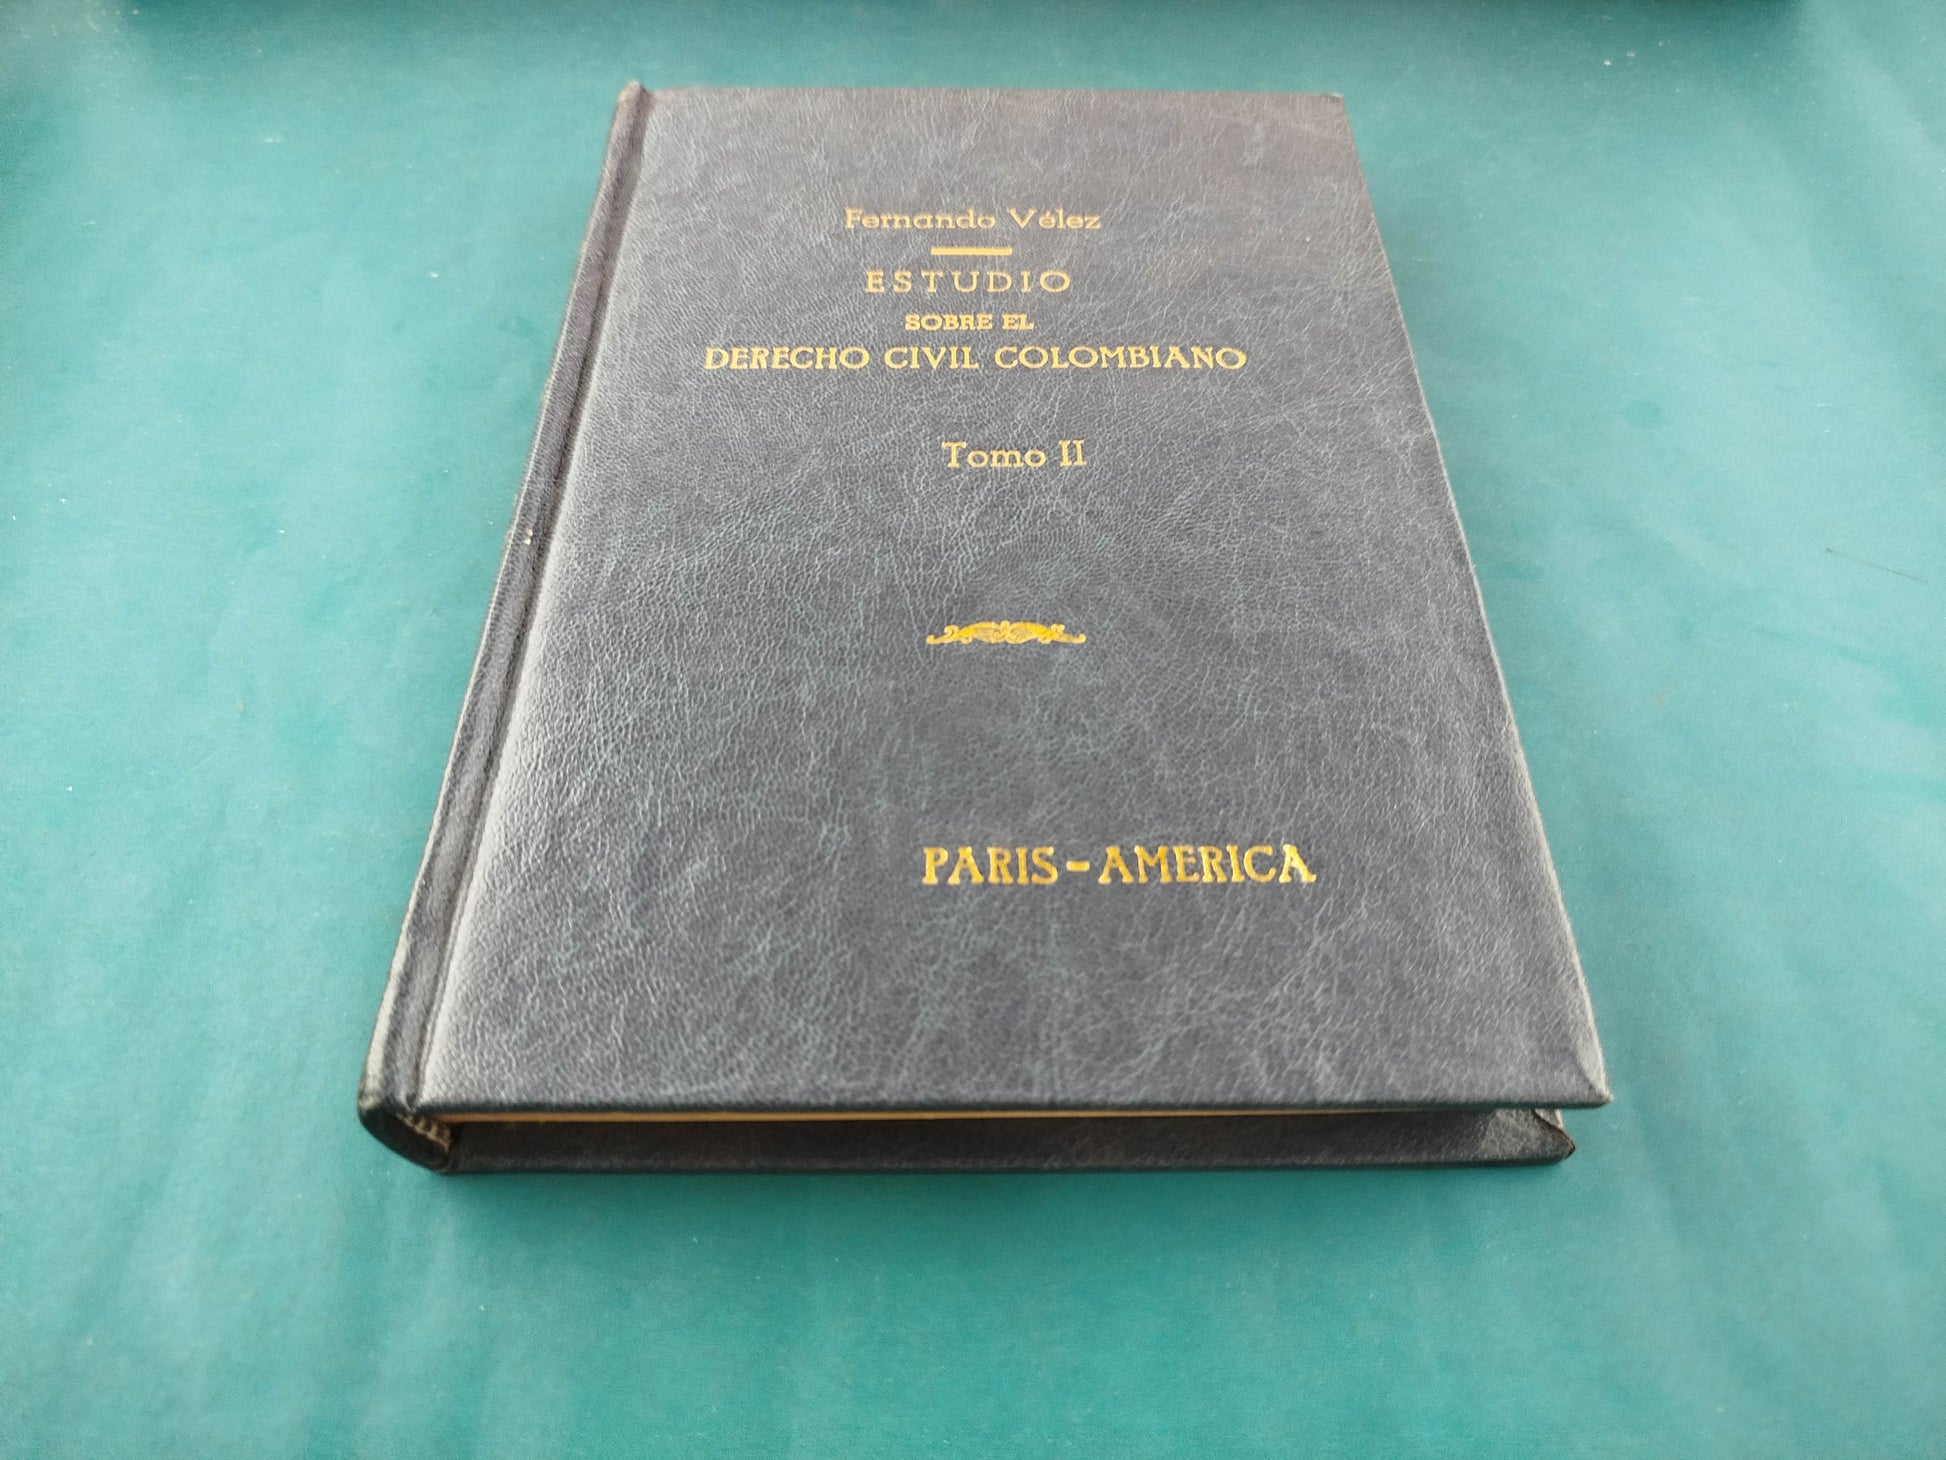 Fernando Vélez
ESTUDIO
SOBRE EL
DERECHO CIVIL COLOMBIANO
Tomo II
PARIS-AMERICA